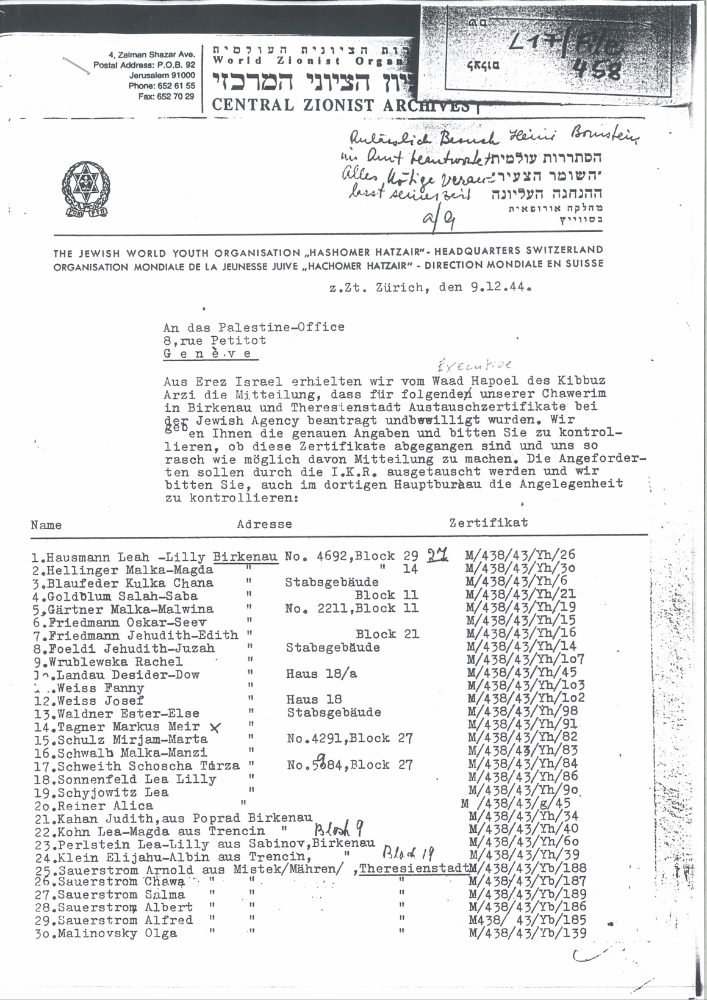 4, Zalman Shazar Ave.
Postal Address: P.O.B. 92
Jerusalem 91000
Phone: 652 61 55
Fax: 652 70 29
רות הציונית העולמית
World Zionist Organi
יון הציוני המרכזי
CENTRAL ZIONIST ARCHIVES
L17/
458
Anlässlich Besuch Heini Bornstein
im Amt beantwortet
הסתדרות עולמית
Alles Nötige veran-
"השומר הצעיר"
lasst seinerzeit
ההנהגה העליונה
מחלקה אורופאית
בסווייץ
a/g
THE JEWISH WORLD YOUTH ORGANISATION „HASHOMER HATZAIR" - HEADQUARTERS SWITZERLAND
ORGANISATION MONDIALE DE LA JEUNESSE JUIVE „HACHOMER HATZAIR" - DIRECTION MONDIALE EN SUISSE
z.Zt. Zürich, den 9.12.44.
An das Palestine-Office
8,rue Petitot
G e n è v e
Executive
Aus Erez Israel erhielten wir vom Waad Hapoel des Kibbuz
Arzi die Mitteilung, dass für folgenden unserer Chawerim
in Birkenau und Theresienstadt Austauschzertifikate bei
der Jewish Agency beantragt undbewilligt wurden. Wir
geben Ihnen die genauen Angaben und bitten Sie zu kontrol-
lieren, ob diese Zertifikate abgegangen sind und uns so
rasch wie möglich davon Mitteilung zu machen. Die Angeforder-
ten sollen durch die I.K.R. ausgetauscht werden und wir
bitten Sie, auch im dortigen Hauptbureau die Angelegenheit
zu kontrollieren:
Name Adresse Zertifikat
1.Hausmann Leah -Lilly Birkenau No. 4692,Block 29 27 M/438/43/Yh/26
2.Hellinger Malka-Magda " " 14 M/438/43/Yh/3o
3.Blaufeder Kulka Chana " Stabsgebäude M/438/43/Yh/6
4.Goldblum Salah-Saba " Block 11 M/438/43/Yh/21
5,Gärtner Malka-Malwina " No. 2211,Block 11 M/438/43/Yh/19
6.Friedmann Oskar-Seev " M/438/43/Yh/15
7.Friedmann Jehudith-Edith " Block 21 M/438/43/Yh/16
8.Foeldi Jehudith-Juzah " Stabsgebäude M/438/43/Yh/14
9.Wrublewska Rachel " M/438/43/Yh/1o7
1o.Landau Desider-Dow " Haus 18/a M/438/43/Yh/45
.Weiss Fanny " M/438/43/Yh/1o3
12.Weiss Josef " Haus 18 M/438/43/Yh/1o2
13.Waldner Ester-Else " Stabsgebäude M/438/43/Yh/98
14.Tagner Markus Meir x " M/438/43/Yh/91
15.Schulz Mirjam-Marta " No.4291,Block 27 M/438/43/Yh/82
16.Schwalb Malka-Manzi " M/438/43/Yh/83
17.Schweith Schoscha Tirza " No.5984,Block 27 M/438/43/Yh/84
18.Sonnenfeld Lea Lilly " M/438/43/Yh/86
19.Schyjowitz Lea " M/438/43/Yh/9o
2o.Reiner Alica " M /438/43/g/45
21.Kahan Judith,aus Poprad Birkenau M/438/43/Yh/34
22.Kohn Lea-Magda aus Trencin " Block 9 M/438/43/Yh/40
23.Perlstein Lea-Lilly aus Sabinov,Birkenau M/438/43/Yh/6o
24.Klein Elijahu-Albin aus Trencin, " Block 19 M/438/43/Yh/39
25.Sauerstrom Arnold aus Mistek/Mähren/ ,Theresienstadt M/438/43/Yb/188
26.Sauerstrom Chawa " " " M/438/43/Yb/187
27.Sauerstrom Salma " " " M/438/43/Yb/189
28.Sauerstrom Albert " " " M/438/43/Yb/186
29.Sauerstrom Alfred " " " M438/ 43/Yb/185
3o.Malinovsky Olga " " " M/438/43/Yb/139